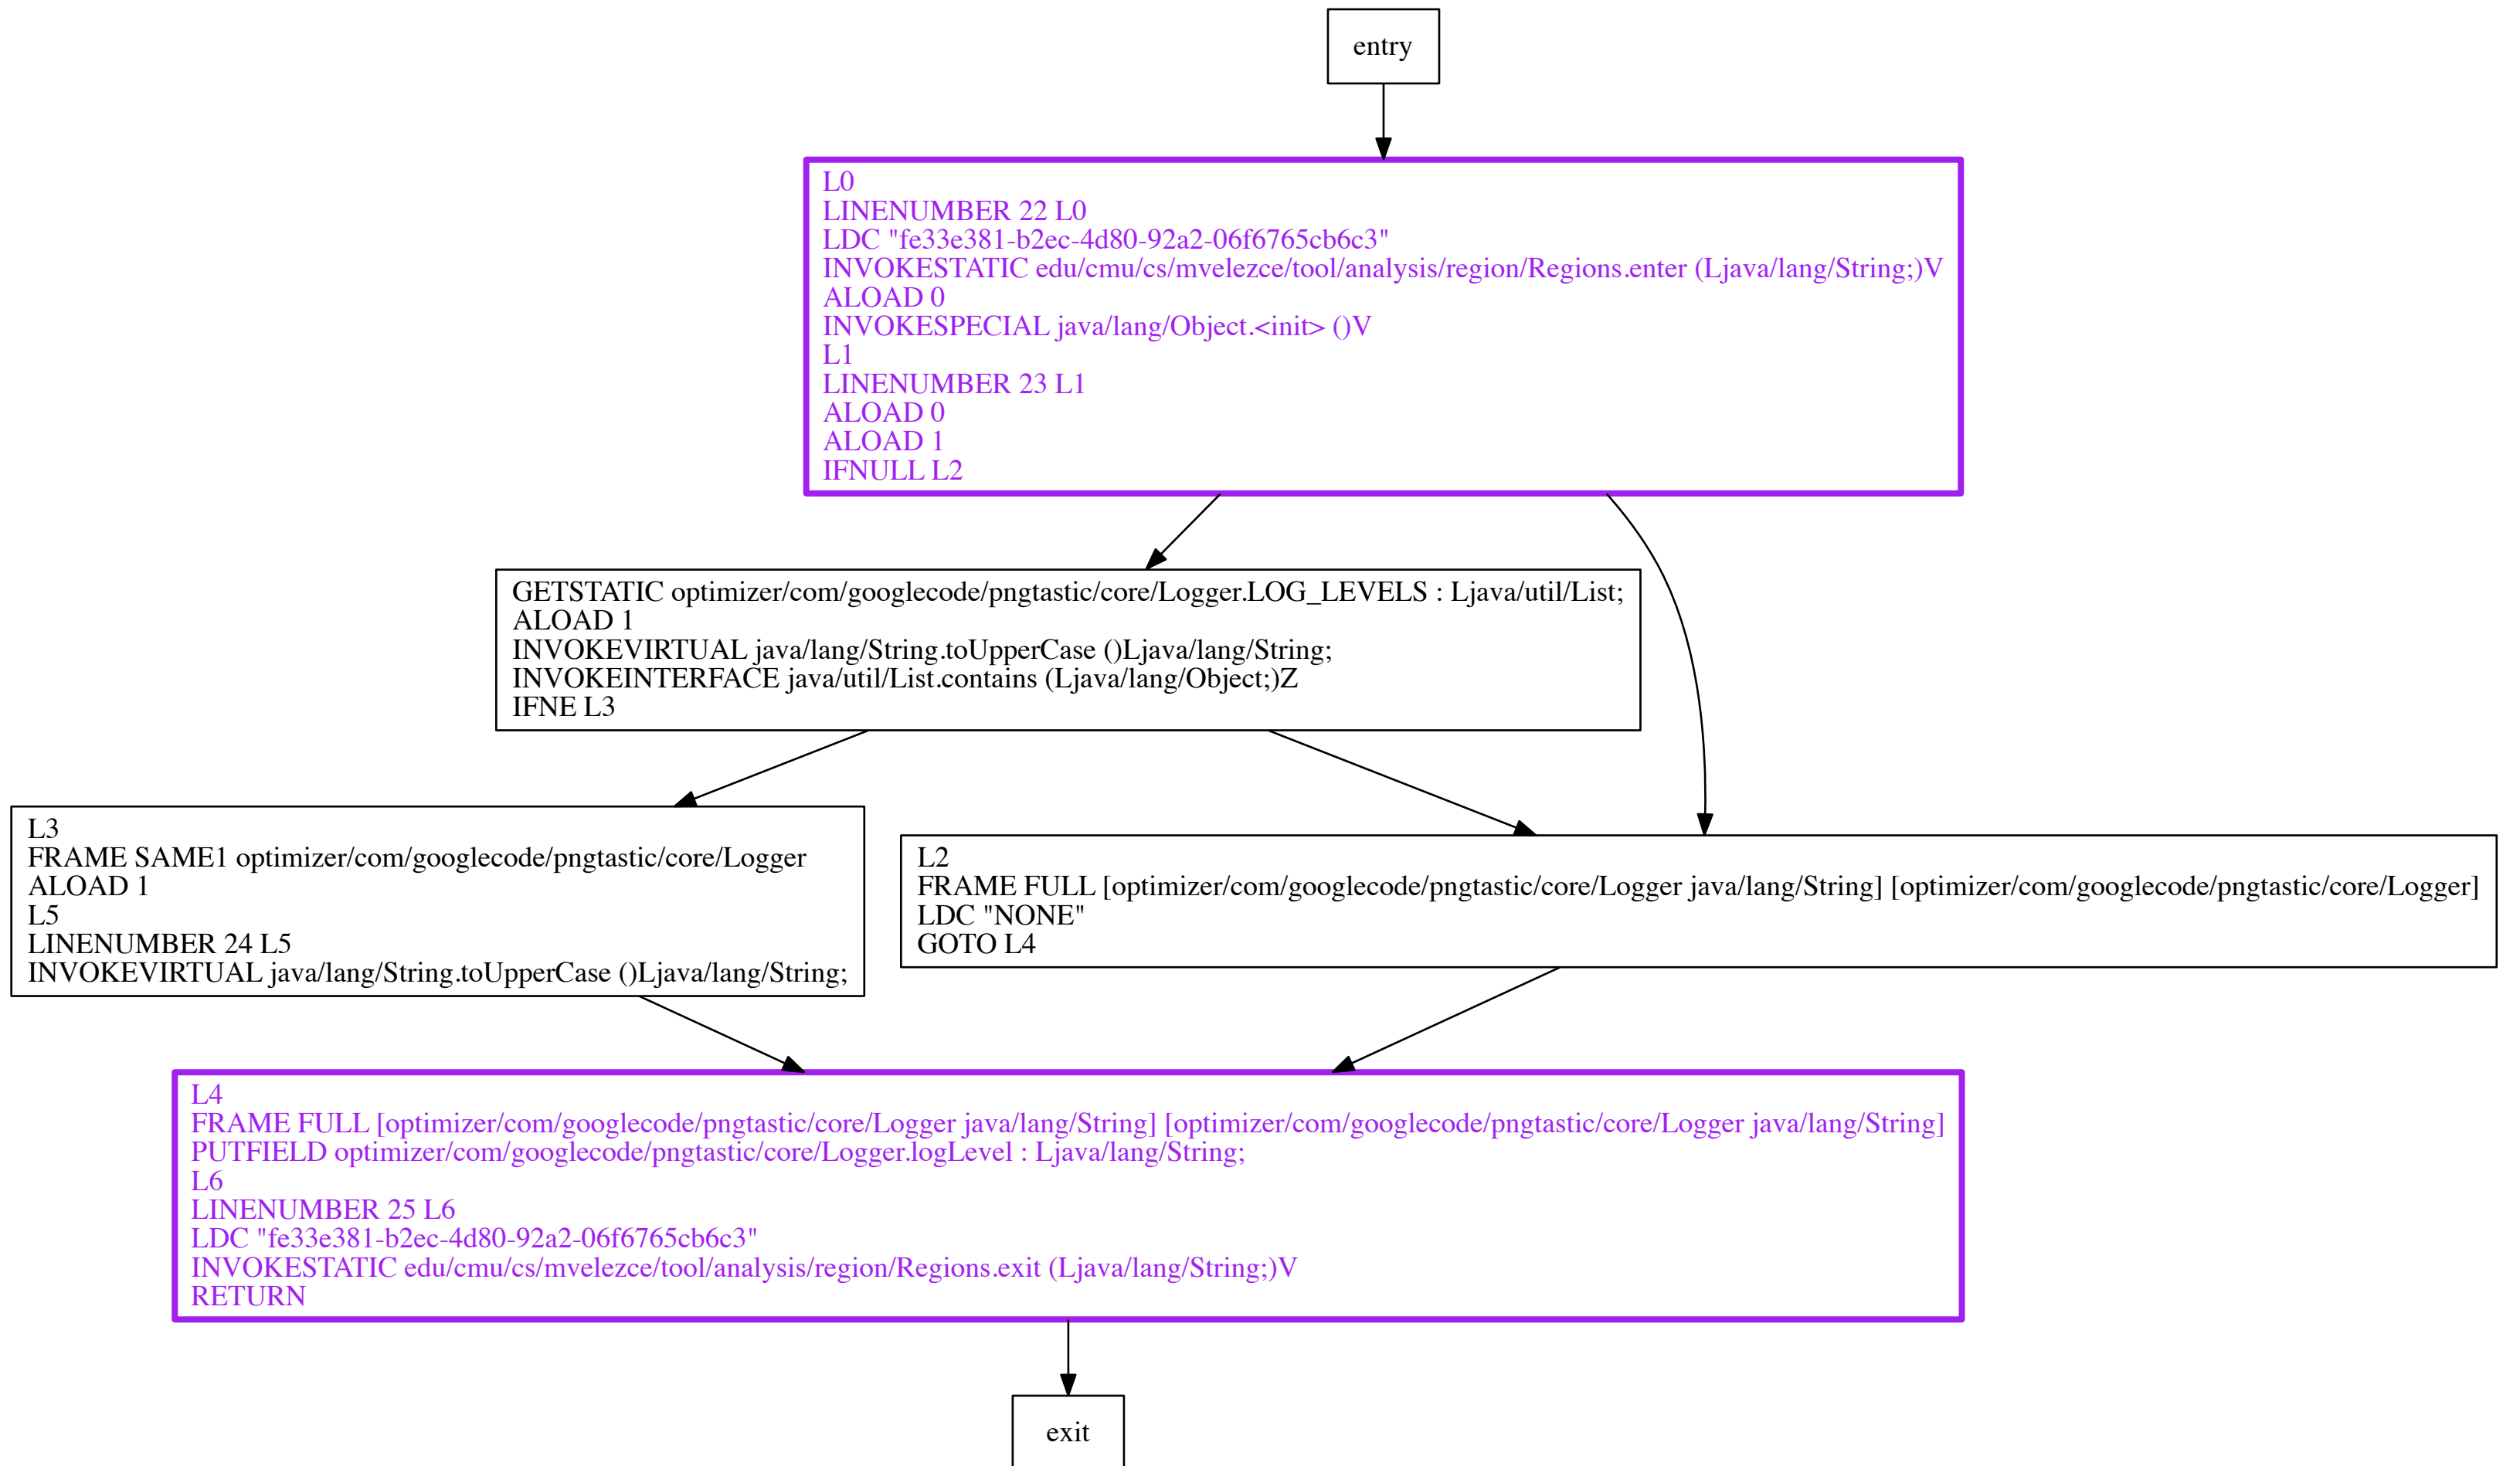 entry
L0
LINENUMBER 22 L0
LDC "fe33e381-b2ec-4d80-92a2-06f6765cb6c3"
INVOKESTATIC edu/cmu/cs/mvelezce/tool/analysis/region/Regions.enter (Ljava/lang/String;)V
ALOAD 0
INVOKESPECIAL java/lang/Object.<init> ()V
L1
LINENUMBER 23 L1
ALOAD 0
ALOAD 1
IFNULL L2
GETSTATIC optimizer/com/googlecode/pngtastic/core/Logger.LOG_LEVELS : Ljava/util/List;
ALOAD 1
INVOKEVIRTUAL java/lang/String.toUpperCase ()Ljava/lang/String;
INVOKEINTERFACE java/util/List.contains (Ljava/lang/Object;)Z
IFNE L3
L3
FRAME SAME1 optimizer/com/googlecode/pngtastic/core/Logger
ALOAD 1
L5
LINENUMBER 24 L5
INVOKEVIRTUAL java/lang/String.toUpperCase ()Ljava/lang/String;
L2
FRAME FULL [optimizer/com/googlecode/pngtastic/core/Logger java/lang/String] [optimizer/com/googlecode/pngtastic/core/Logger]
LDC "NONE"
GOTO L4
L4
FRAME FULL [optimizer/com/googlecode/pngtastic/core/Logger java/lang/String] [optimizer/com/googlecode/pngtastic/core/Logger java/lang/String]
PUTFIELD optimizer/com/googlecode/pngtastic/core/Logger.logLevel : Ljava/lang/String;
L6
LINENUMBER 25 L6
LDC "fe33e381-b2ec-4d80-92a2-06f6765cb6c3"
INVOKESTATIC edu/cmu/cs/mvelezce/tool/analysis/region/Regions.exit (Ljava/lang/String;)V
RETURN
exit